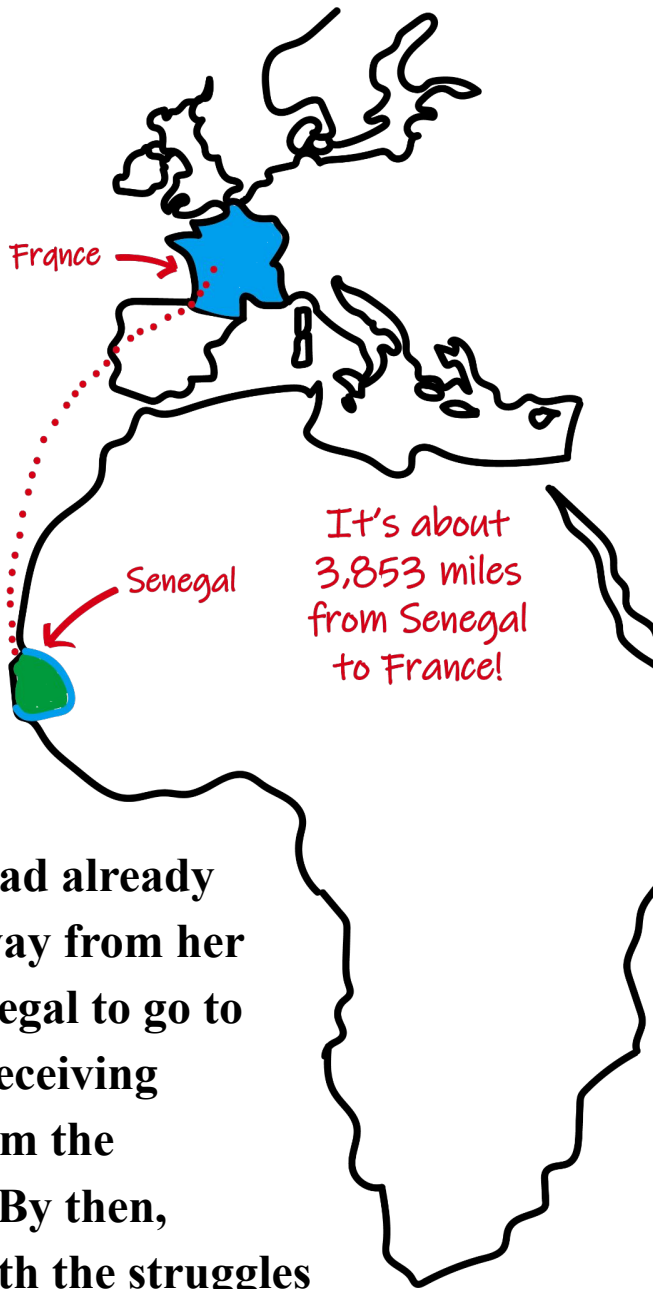 France
It's about
3,853 miles
from Senegal
to France!
Senegal
ad already
ay from her
egal to go to
eceiving
m the
By then,
th the struggles